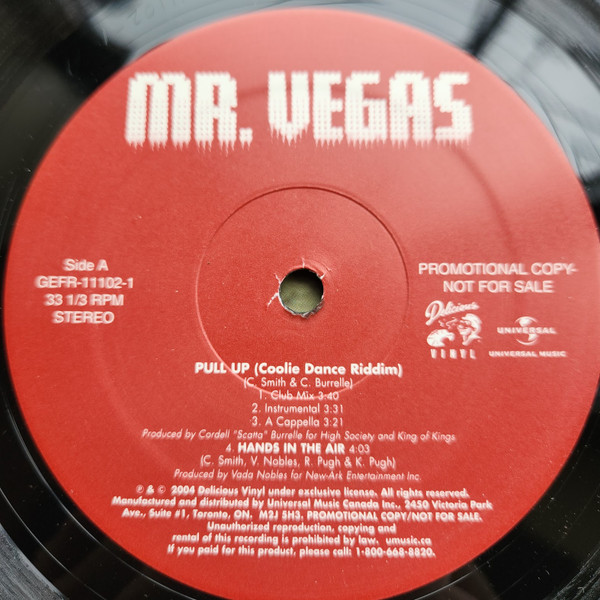 MR. VEGAS
Side A
GEFR-11102-1
33 1/3 RPM
STEREO
PROMOTIONAL COPY-
NOT FOR SALE
Delicious
VINYL
UNIVERSAL
UNIVERSAL MUSIC
PULL UP (Coolie Dance Riddim)
(C. Smith & C. Burrelle)
1. Club Mix 3:40
2. Instrumental 3:31
3. A Cappella 3:21
Produced by Cordell "Scatta" Burrelle for High Society and King of Kings
4. HANDS IN THE AIR 4:03
(C. Smith, V. Nobles, R. Pugh & K. Pugh)
Produced by Vada Nobles for New-Ark Entertainment Inc.
℗ & © 2004 Delicious Vinyl under exclusive license. All rights reserved.
Manufactured and distributed by Universal Music Canada Inc., 2450 Victoria Park
Ave., Suite #1, Toronto, ON. M2J 5H3. PROMOTIONAL COPY/NOT FOR SALE.
Unauthorized reproduction, copying and
rental of this recording is prohibited by law. umusic.ca
If you paid for this product, please call: 1-800-668-8820.